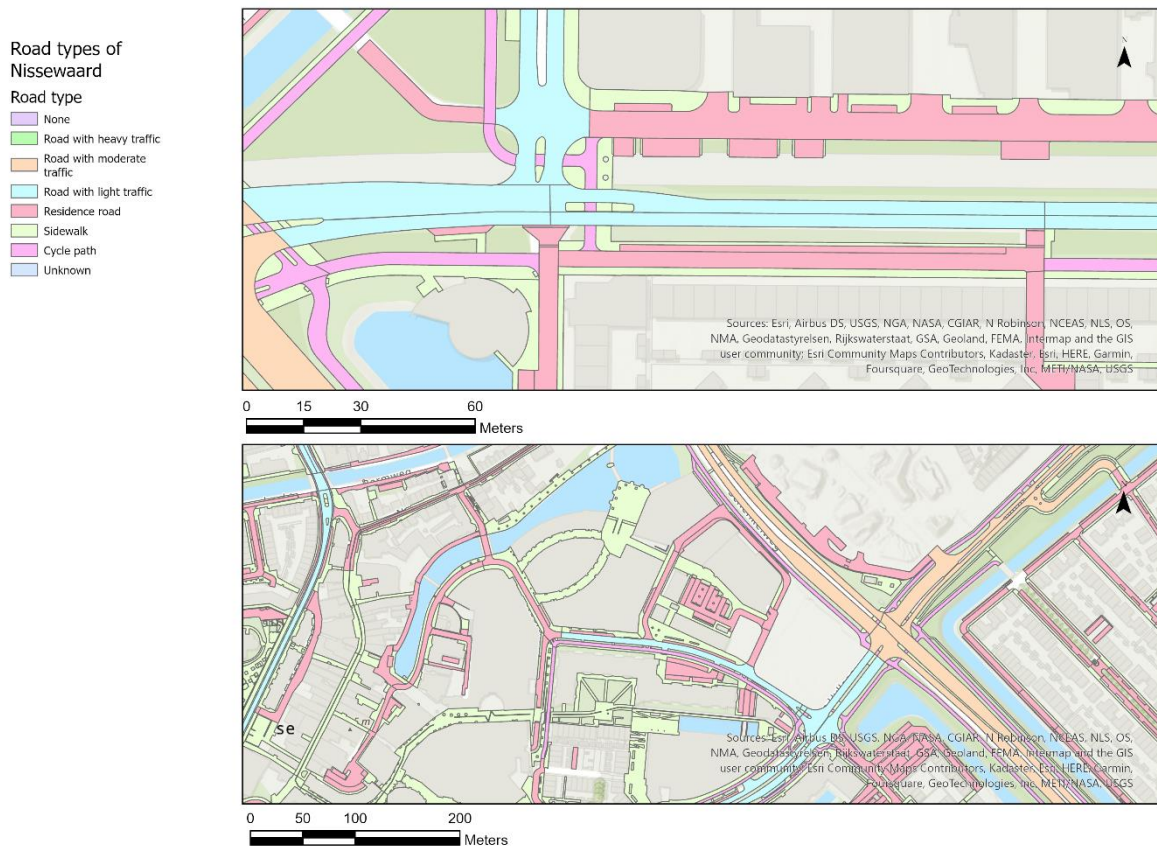 Road types of
Nissewaard
Road type
None
Road with heavy traffic
Road with moderate
traffic
Road with light traffic
Residence road
Sidewalk
Cycle path
Unknown
N
Sources: Esri, Airbus DS, USGS, NGA, NASA, CGIAR, N Robinson, NCEAS, NLS, OS,
NMA, Geodatastyrelsen, Rijkswaterstaat, GSA, Geoland, FEMA, Intermap and the GIS
user community; Esri Community Maps Contributors, Kadaster, Esri, HERE, Garmin,
Foursquare, GeoTechnologies, Inc, METI/NASA, USGS
0 15 30 60
Meters
se
Sources: Esri, Airbus DS, USGS, NGA, NASA, CGIAR, N Robinson, NCEAS, NLS, OS,
NMA, Geodatastyrelsen, Rijkswaterstaat, GSA, Geoland, FEMA, Intermap and the GIS
user community; Esri Community Maps Contributors, Kadaster, Esri, HERE, Garmin,
Foursquare, GeoTechnologies, Inc, METI/NASA, USGS
0 50 100 200
Meters